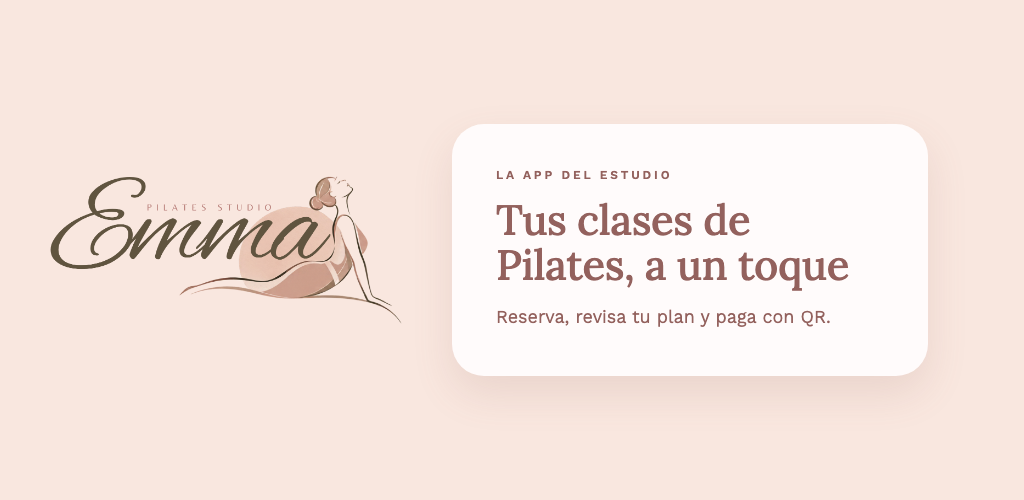 PILATES STUDIO
Emma
LA APP DEL ESTUDIO
Tus clases de
Pilates, a un toque
Reserva, revisa tu plan y paga con QR.